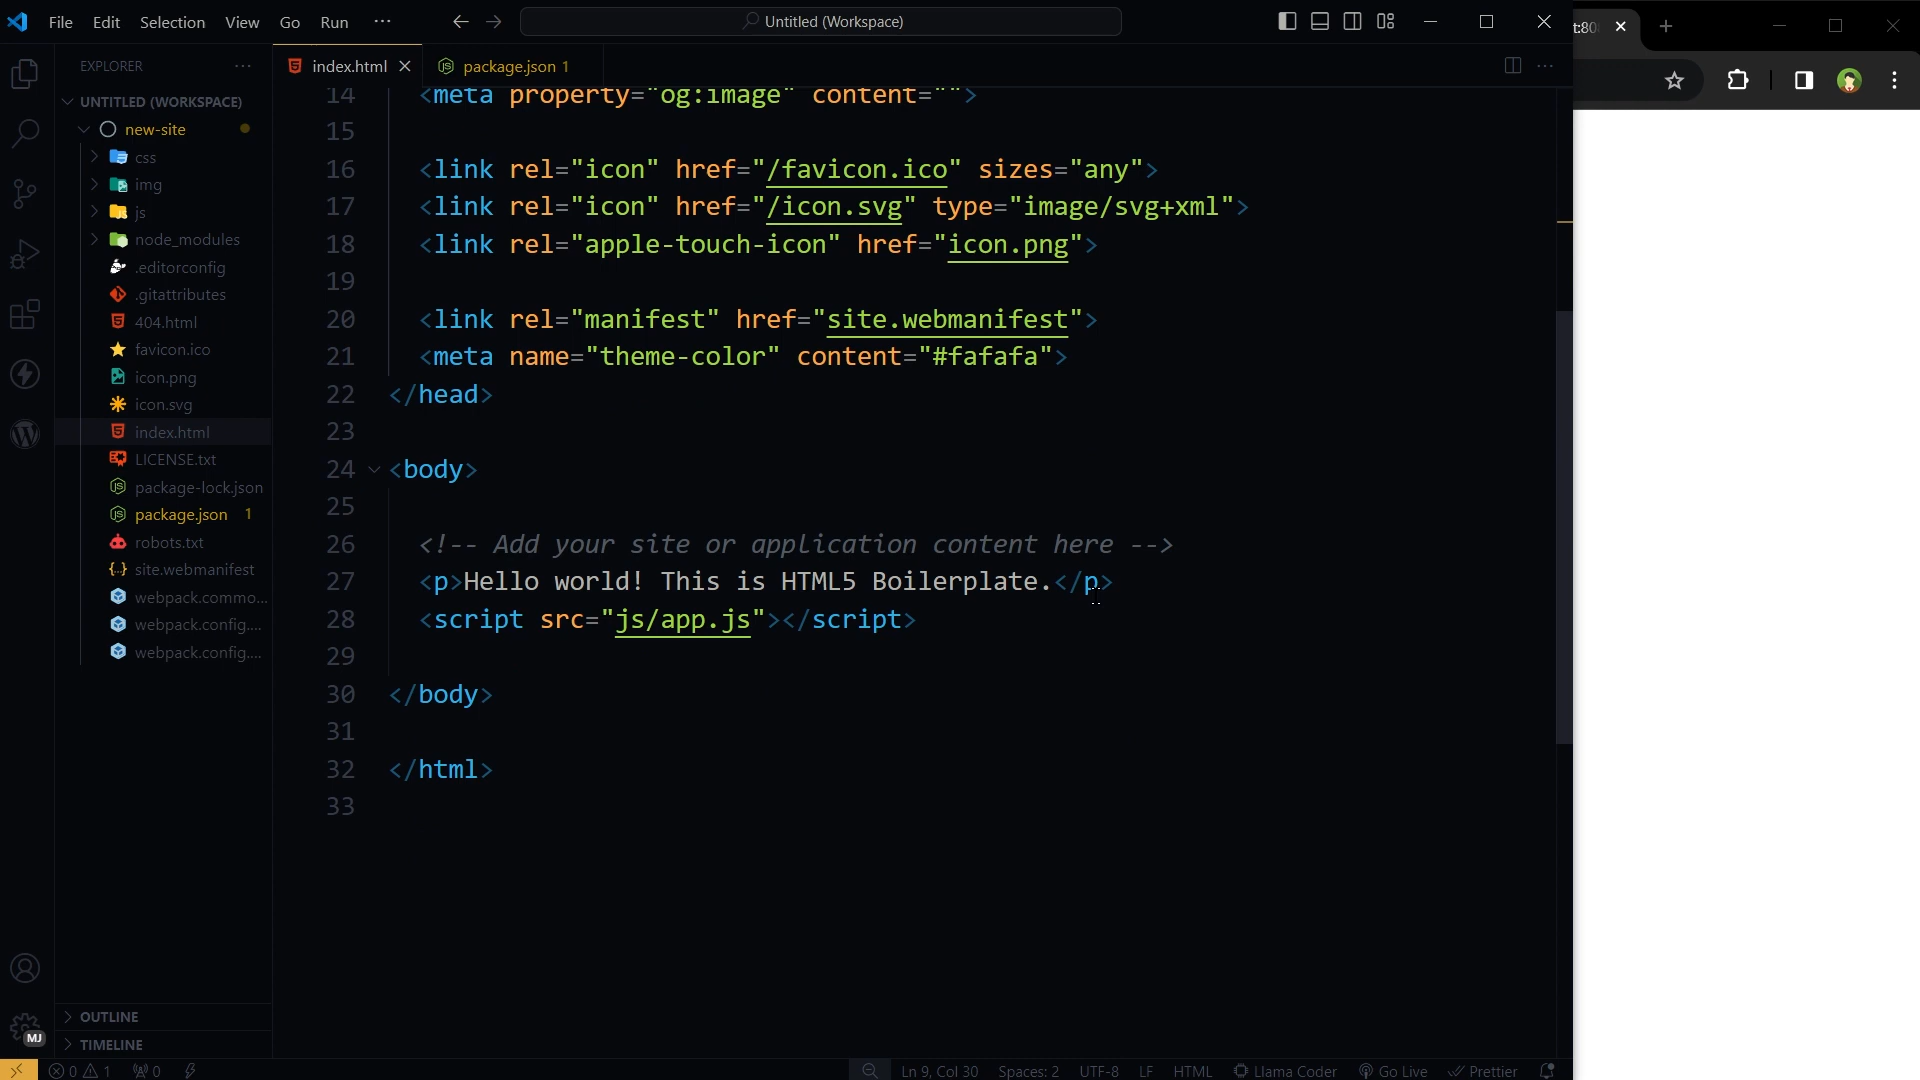 File Edit Selection View Go Run ··· Untitled (Workspace)
t:80
EXPLORER ···
index.html
package.json 1
UNTITLED (WORKSPACE)
new-site
css
img
js
node_modules
.editorconfig
.gitattributes
404.html
favicon.ico
icon.png
icon.svg
index.html
LICENSE.txt
package-lock.json
package.json 1
robots.txt
site.webmanifest
webpack.commo...
webpack.config....
webpack.config....
OUTLINE
TIMELINE
MJ
14 <meta property="og:image" content="">
15
16 <link rel="icon" href="/favicon.ico" sizes="any">
17 <link rel="icon" href="/icon.svg" type="image/svg+xml">
18 <link rel="apple-touch-icon" href="icon.png">
19
20 <link rel="manifest" href="site.webmanifest">
21 <meta name="theme-color" content="#fafafa">
22 </head>
23
24 <body>
25
26 <!-- Add your site or application content here -->
27 <p>Hello world! This is HTML5 Boilerplate.</p>
28 <script src="js/app.js"></script>
29
30 </body>
31
32 </html>
33
0 1 0 Ln 9, Col 30 Spaces: 2 UTF-8 LF HTML Llama Coder Go Live Prettier